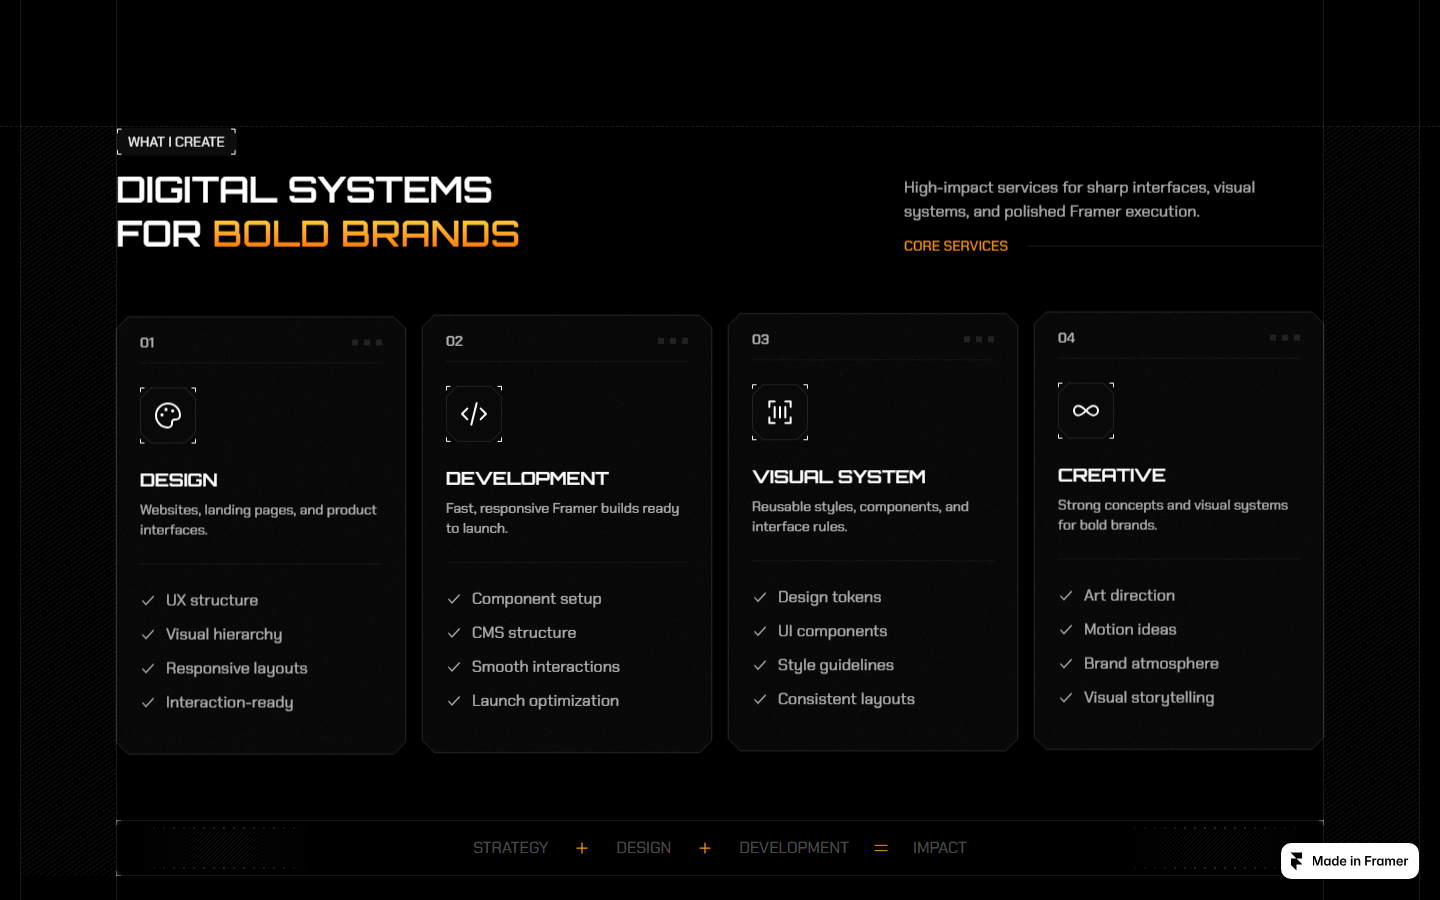 WHAT I CREATE
DIGITAL SYSTEMS
FOR BOLD BRANDS
High-impact services for sharp interfaces, visual
systems, and polished Framer execution.
CORE SERVICES
01
DESIGN
Websites, landing pages, and product
interfaces.
UX structure
Visual hierarchy
Responsive layouts
Interaction-ready
02
DEVELOPMENT
Fast, responsive Framer builds ready
to launch.
Component setup
CMS structure
Smooth interactions
Launch optimization
03
VISUAL SYSTEM
Reusable styles, components, and
interface rules.
Design tokens
UI components
Style guidelines
Consistent layouts
04
CREATIVE
Strong concepts and visual systems
for bold brands.
Art direction
Motion ideas
Brand atmosphere
Visual storytelling
STRATEGY + DESIGN + DEVELOPMENT = IMPACT
Made in Framer